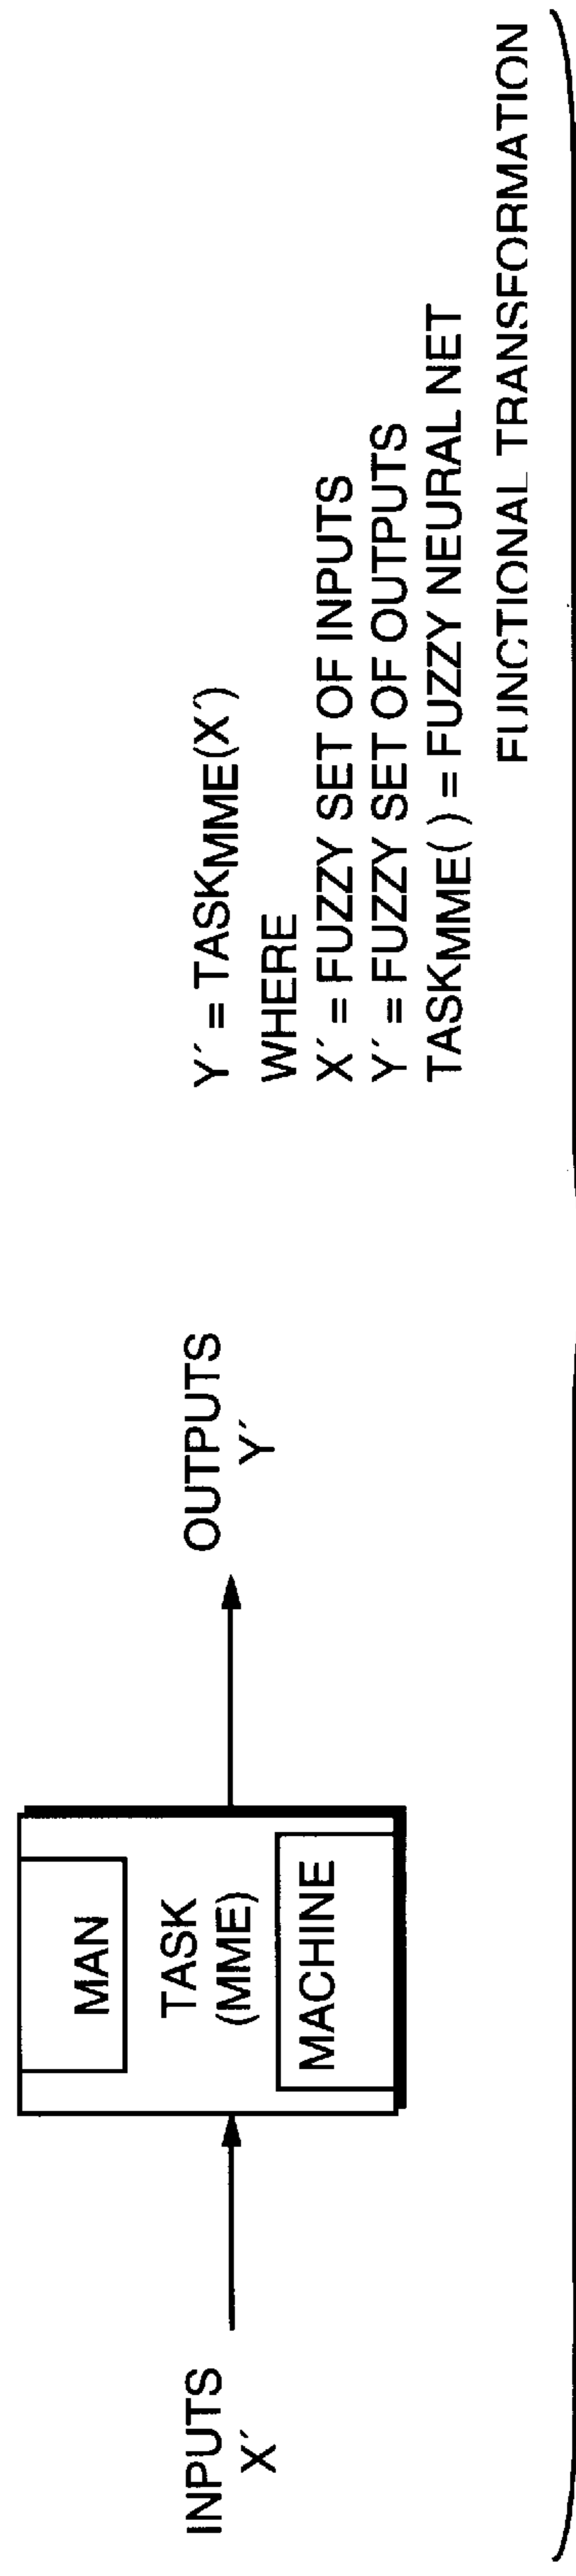 INPUTS
X´
MAN
TASK
(MME)
MACHINE
OUTPUTS
Y´
Y´ = TASKMME(X´)
WHERE
X´ = FUZZY SET OF INPUTS
Y´ = FUZZY SET OF OUTPUTS
TASKMME( ) = FUZZY NEURAL NET
FUNCTIONAL TRANSFORMATION